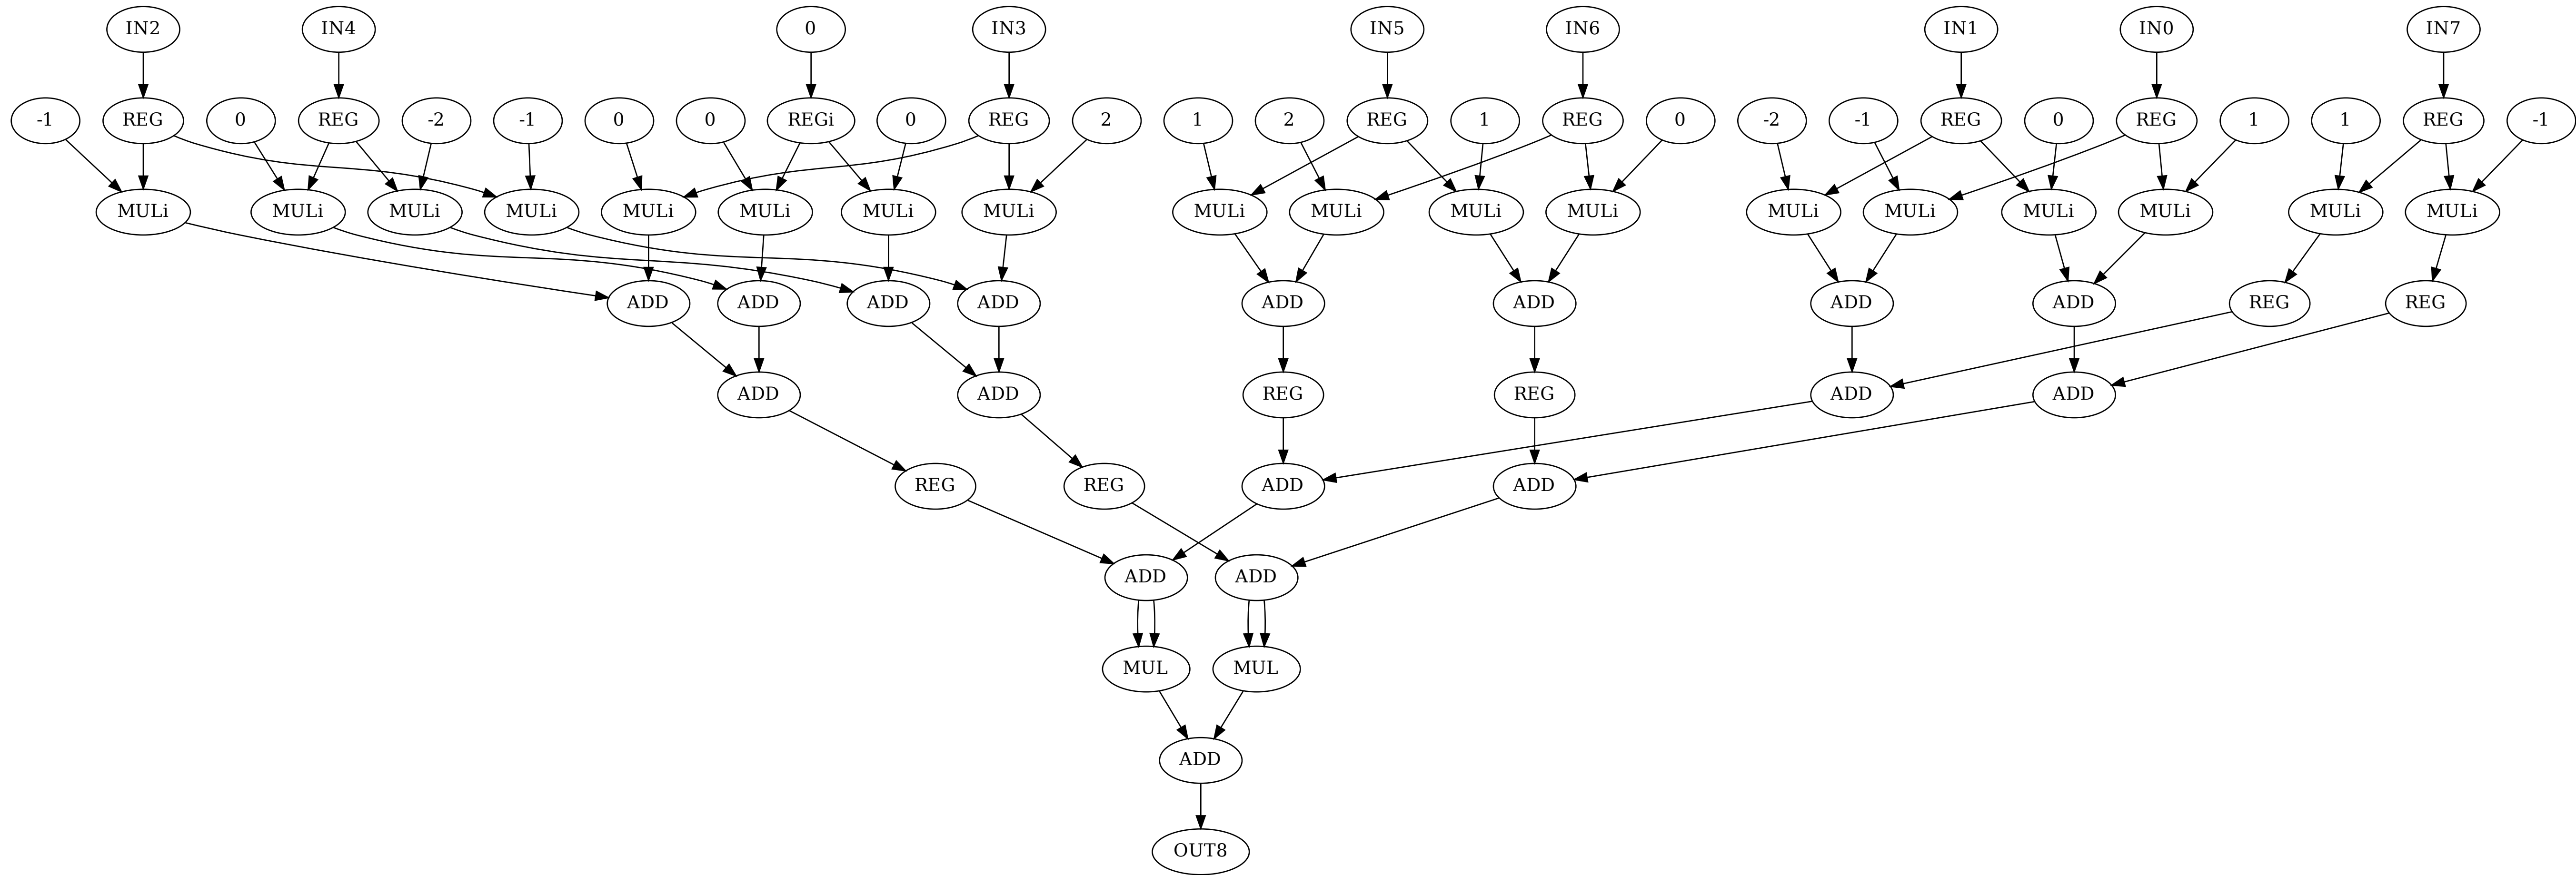 IN2 IN4 0 IN3 IN5 IN6 IN1 IN0 IN7
-1 REG 0 REG -2 -1 0 0 REGi 0 REG 2 1 2 REG 1 REG 0 -2 -1 REG 0 REG 1 1 REG -1
MULi MULi MULi MULi MULi MULi MULi MULi MULi MULi MULi MULi MULi MULi MULi MULi MULi MULi
ADD ADD ADD ADD ADD ADD ADD ADD REG REG
ADD ADD REG REG ADD ADD
REG REG ADD ADD
ADD ADD
MUL MUL
ADD
OUT8